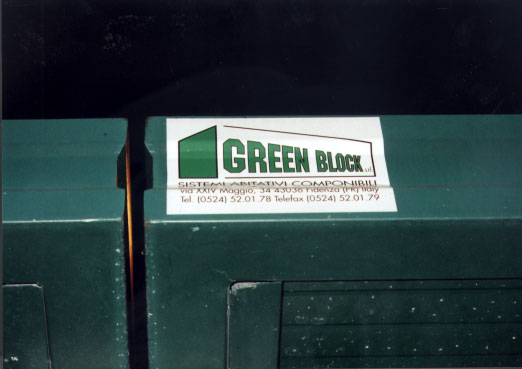 GREEN BLOCK s.r.l.
SISTEMI ABITATIVI COMPONIBILI
Via XXIV Maggio, 34 43036 Fidenza (PR) Italy
Tel. (0524) 52.01.78 Telefax (0524) 52.01.79